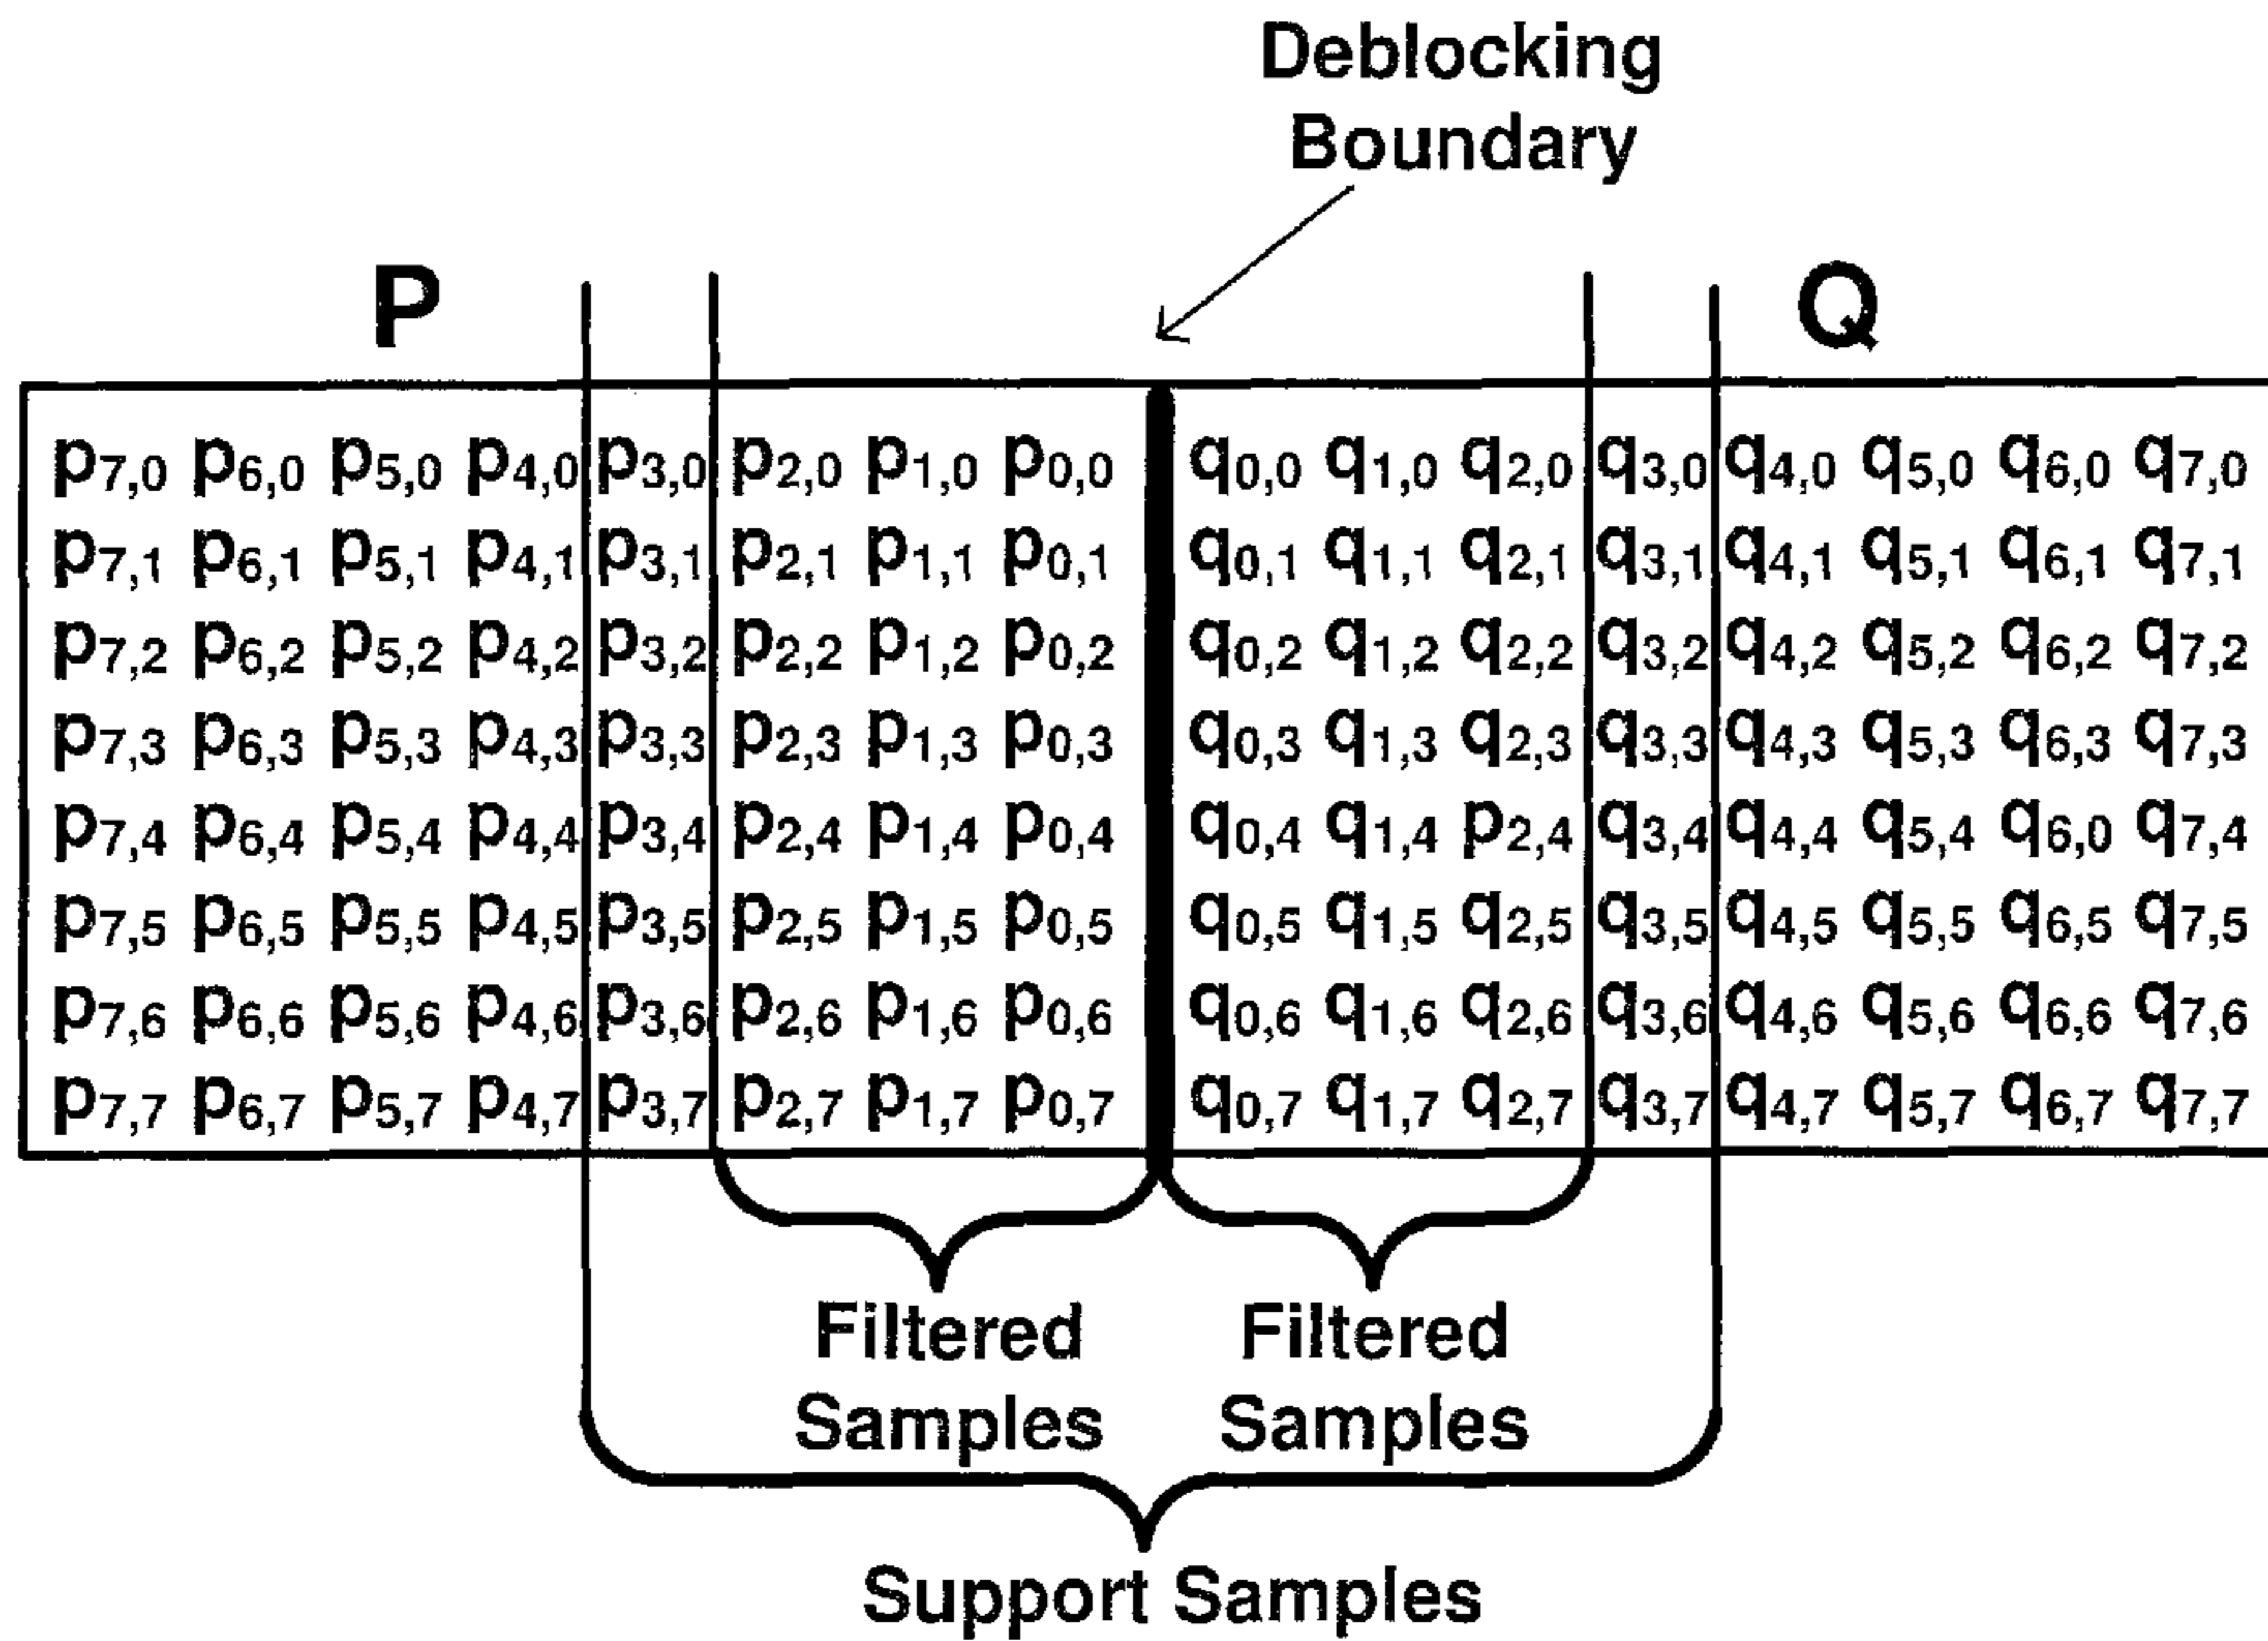 Deblocking
Boundary
P Q
p7,0 p6,0 p5,0 p4,0 p3,0 p2,0 p1,0 p0,0 q0,0 q1,0 q2,0 q3,0 q4,0 q5,0 q6,0 q7,0
p7,1 p6,1 p5,1 p4,1 p3,1 p2,1 p1,1 p0,1 q0,1 q1,1 q2,1 q3,1 q4,1 q5,1 q6,1 q7,1
p7,2 p6,2 p5,2 p4,2 p3,2 p2,2 p1,2 p0,2 q0,2 q1,2 q2,2 q3,2 q4,2 q5,2 q6,2 q7,2
p7,3 p6,3 p5,3 p4,3 p3,3 p2,3 p1,3 p0,3 q0,3 q1,3 q2,3 q3,3 q4,3 q5,3 q6,3 q7,3
p7,4 p6,4 p5,4 p4,4 p3,4 p2,4 p1,4 p0,4 q0,4 q1,4 p2,4 q3,4 q4,4 q5,4 q6,0 q7,4
p7,5 p6,5 p5,5 p4,5 p3,5 p2,5 p1,5 p0,5 q0,5 q1,5 q2,5 q3,5 q4,5 q5,5 q6,5 q7,5
p7,6 p6,6 p5,6 p4,6 p3,6 p2,6 p1,6 p0,6 q0,6 q1,6 q2,6 q3,6 q4,6 q5,6 q6,6 q7,6
p7,7 p6,7 p5,7 p4,7 p3,7 p2,7 p1,7 p0,7 q0,7 q1,7 q2,7 q3,7 q4,7 q5,7 q6,7 q7,7
Filtered Filtered
Samples Samples
Support Samples